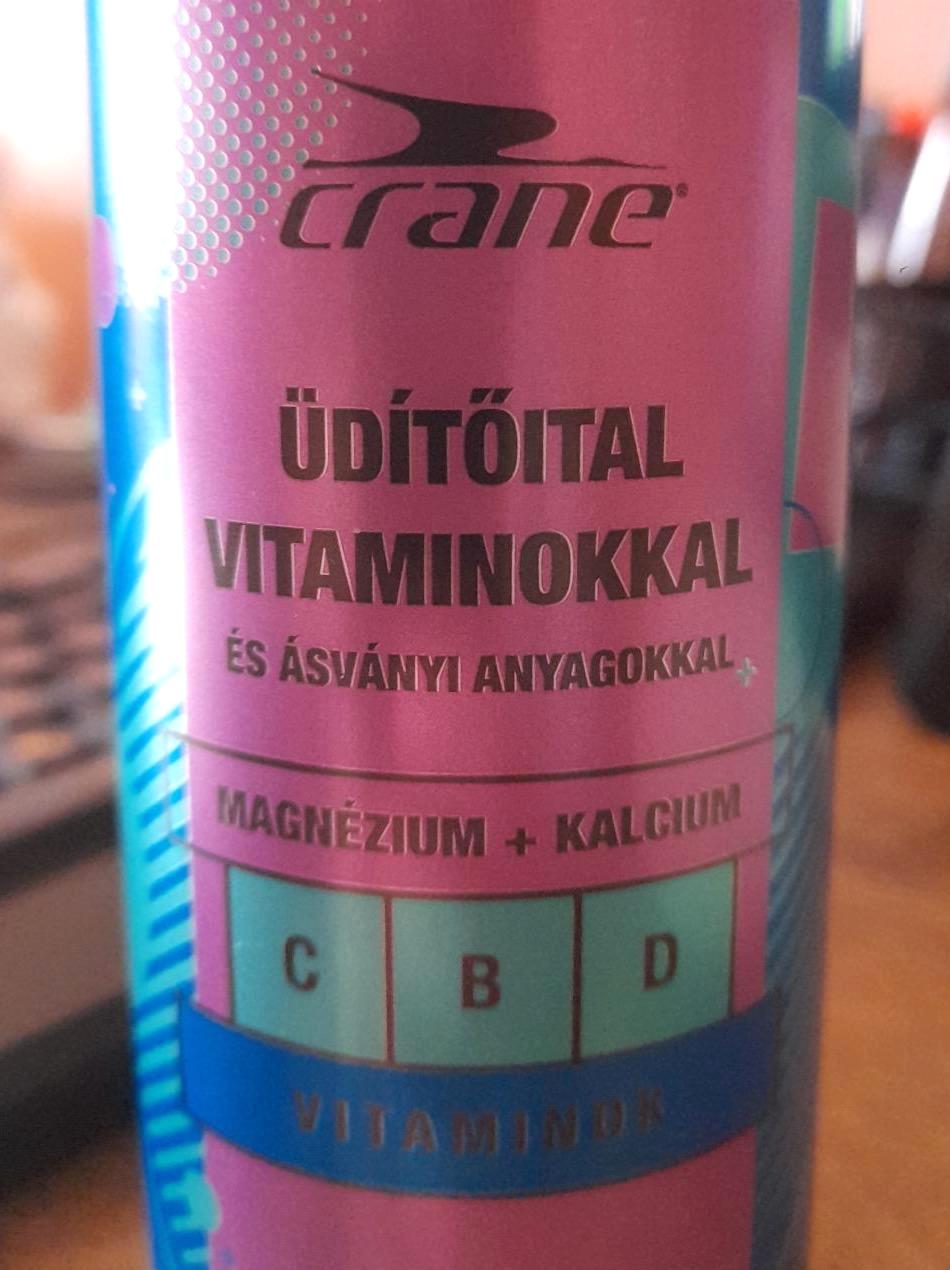 crane®
ÜDÍTŐITAL
VITAMINOKKAL
ÉS ÁSVÁNYI ANYAGOKKAL
MAGNÉZIUM + KALCIUM
C B D
VITAMINOK